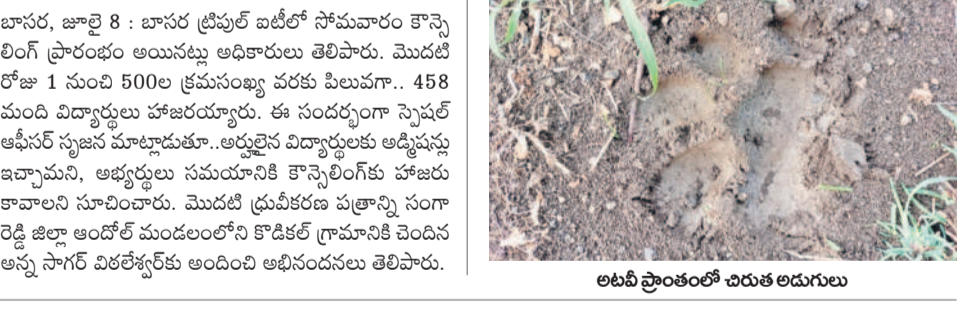 బాసర, జూలై 8 : బాసర ట్రిపుల్ ఐటీలో సోమవారం కౌన్సె
లింగ్ ప్రారంభం అయినట్లు అధికారులు తెలిపారు. మొదటి
రోజు 1 నుంచి 500ల క్రమసంఖ్య వరకు పిలువగా.. 458
మంది విద్యార్థులు హాజరయ్యారు. ఈ సందర్భంగా స్పెషల్
ఆఫీసర్ సృజన మాట్లాడుతూ..అర్హులైన విద్యార్థులకు అడ్మిషన్లు
ఇచ్చామని, అభ్యర్థులు సమయానికి కౌన్సెలింగ్‌కు హాజరు
కావాలని సూచించారు. మొదటి ధ్రువీకరణ పత్రాన్ని సంగా
రెడ్డి జిల్లా ఆందోల్ మండలంలోని కొడికల్ గ్రామానికి చెందిన
అన్న సాగర్ విఠలేశ్వర్‌కు అందించి అభినందనలు తెలిపారు.
అటవీ ప్రాంతంలో చిరుత అడుగులు